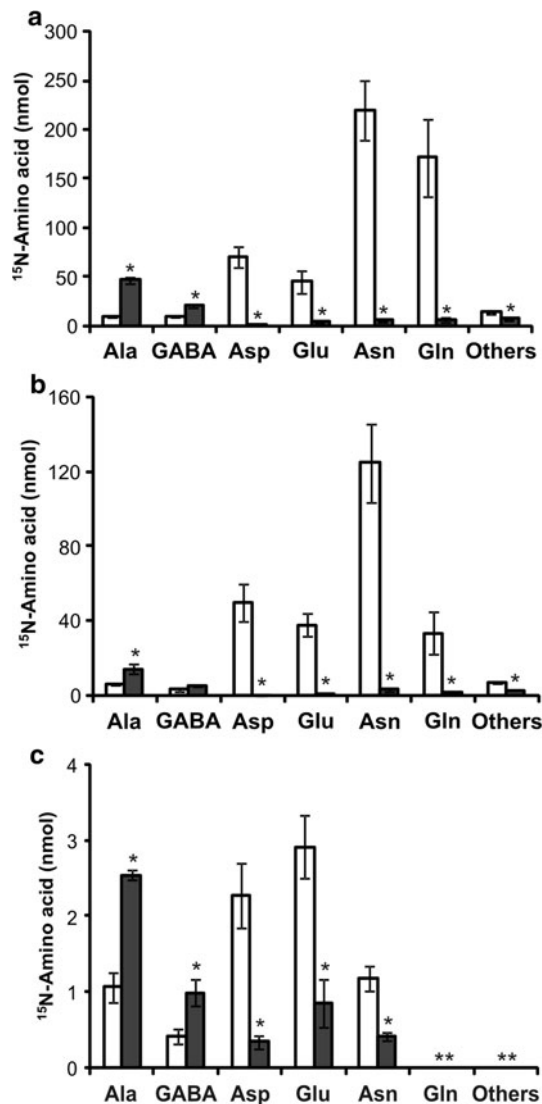 a
¹⁵N-Amino acid (nmol)
300
250
200
150
100
50
0
* * * * * * *
Ala GABA Asp Glu Asn Gln Others
b
¹⁵N-Amino acid (nmol)
160
120
80
40
0
* * * * * *
Ala GABA Asp Glu Asn Gln Others
c
¹⁵N-Amino acid (nmol)
4
3
2
1
0
* * * * * ** **
Ala GABA Asp Glu Asn Gln Others